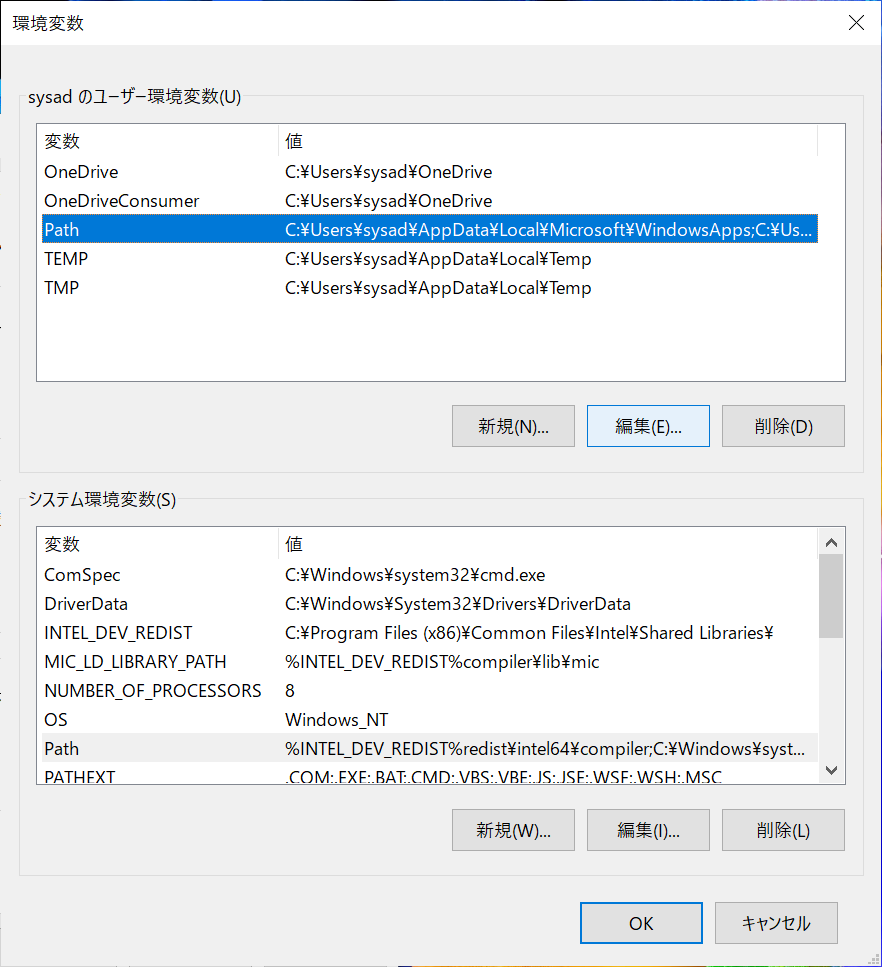 環境変数
sysad のユーザー環境変数(U)
変数 値
OneDrive C:¥Users¥sysad¥OneDrive
OneDriveConsumer C:¥Users¥sysad¥OneDrive
Path C:¥Users¥sysad¥AppData¥Local¥Microsoft¥WindowsApps;C:¥Us...
TEMP C:¥Users¥sysad¥AppData¥Local¥Temp
TMP C:¥Users¥sysad¥AppData¥Local¥Temp
新規(N)... 編集(E)... 削除(D)
システム環境変数(S)
変数 値
ComSpec C:¥Windows¥system32¥cmd.exe
DriverData C:¥Windows¥System32¥Drivers¥DriverData
INTEL_DEV_REDIST C:¥Program Files (x86)¥Common Files¥Intel¥Shared Libraries¥
MIC_LD_LIBRARY_PATH %INTEL_DEV_REDIST%compiler¥lib¥mic
NUMBER_OF_PROCESSORS 8
OS Windows_NT
Path %INTEL_DEV_REDIST%redist¥intel64¥compiler;C:¥Windows¥syst...
PATHEXT .COM;.EXE;.BAT;.CMD;.VBS;.VBE;.JS;.JSE;.WSF;.WSH;.MSC
新規(W)... 編集(I)... 削除(L)
OK キャンセル